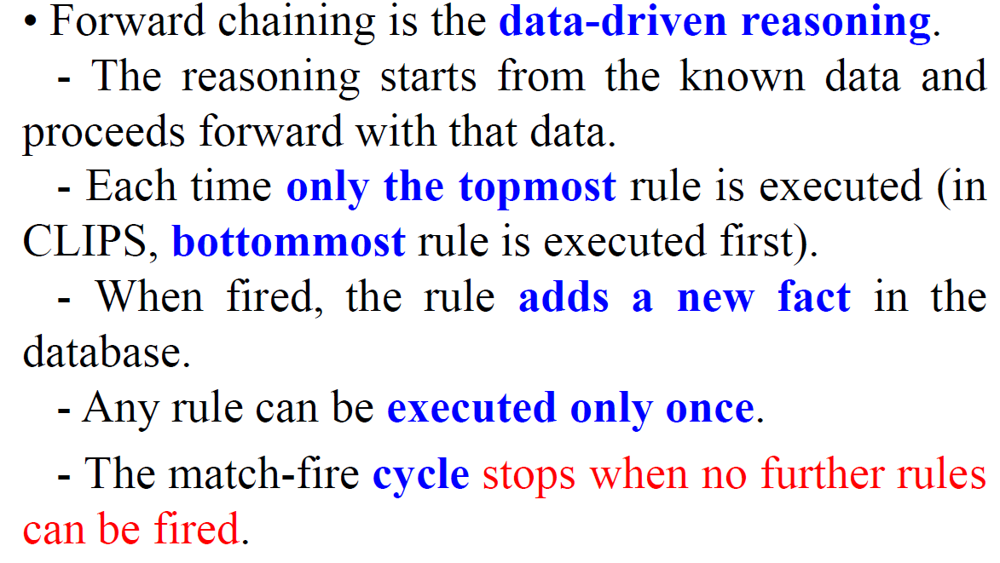 • Forward chaining is the data-driven reasoning.
- The reasoning starts from the known data and
proceeds forward with that data.
- Each time only the topmost rule is executed (in
CLIPS, bottommost rule is executed first).
- When fired, the rule adds a new fact in the
database.
- Any rule can be executed only once.
- The match-fire cycle stops when no further rules
can be fired.